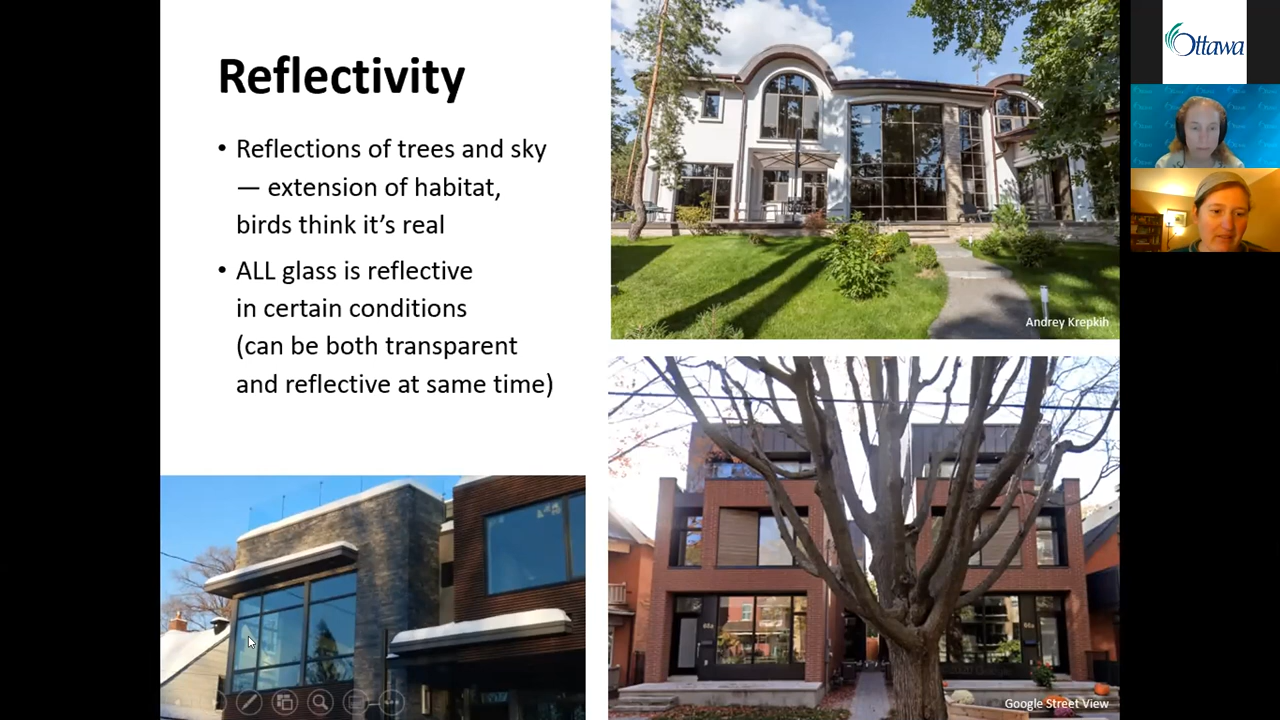 Reflectivity
• Reflections of trees and sky
— extension of habitat,
birds think it's real
• ALL glass is reflective
in certain conditions
(can be both transparent
and reflective at same time)
Andrey Krepkih
Google Street View
Ottawa